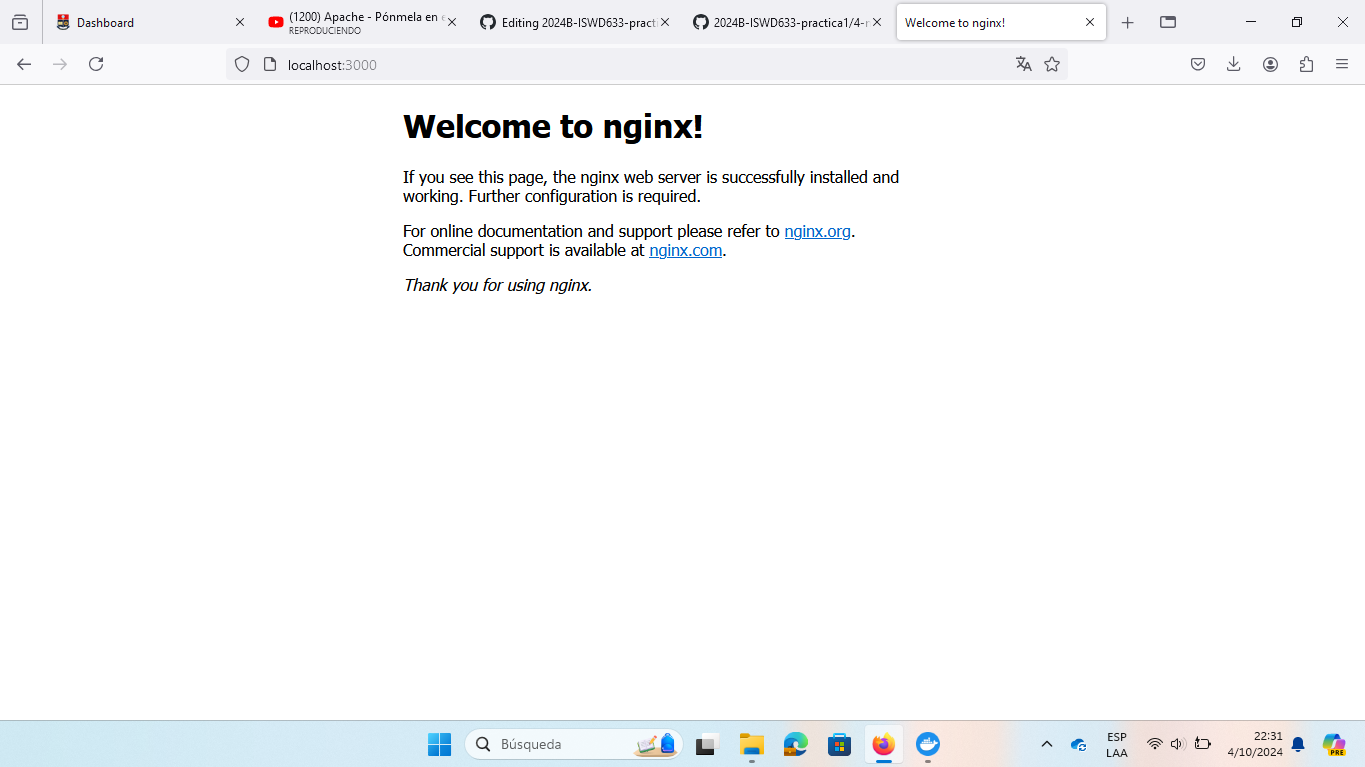 Dashboard
(1200) Apache - Pónmela en
REPRODUCIENDO
Editing 2024B-ISWD633-practi
2024B-ISWD633-practica1/4-
Welcome to nginx!
localhost:3000
Welcome to nginx!
If you see this page, the nginx web server is successfully installed and
working. Further configuration is required.
For online documentation and support please refer to nginx.org.
Commercial support is available at nginx.com.
Thank you for using nginx.
Búsqueda
ESP
LAA
22:31
4/10/2024
PRE